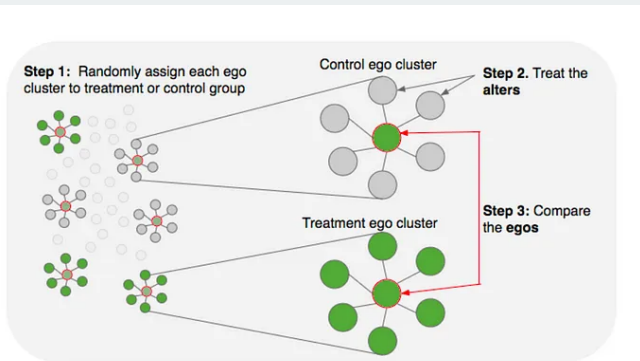 Step 1: Randomly assign each ego
cluster to treatment or control group
Control ego cluster
Step 2. Treat the
alters
Treatment ego cluster
Step 3: Compare
the egos